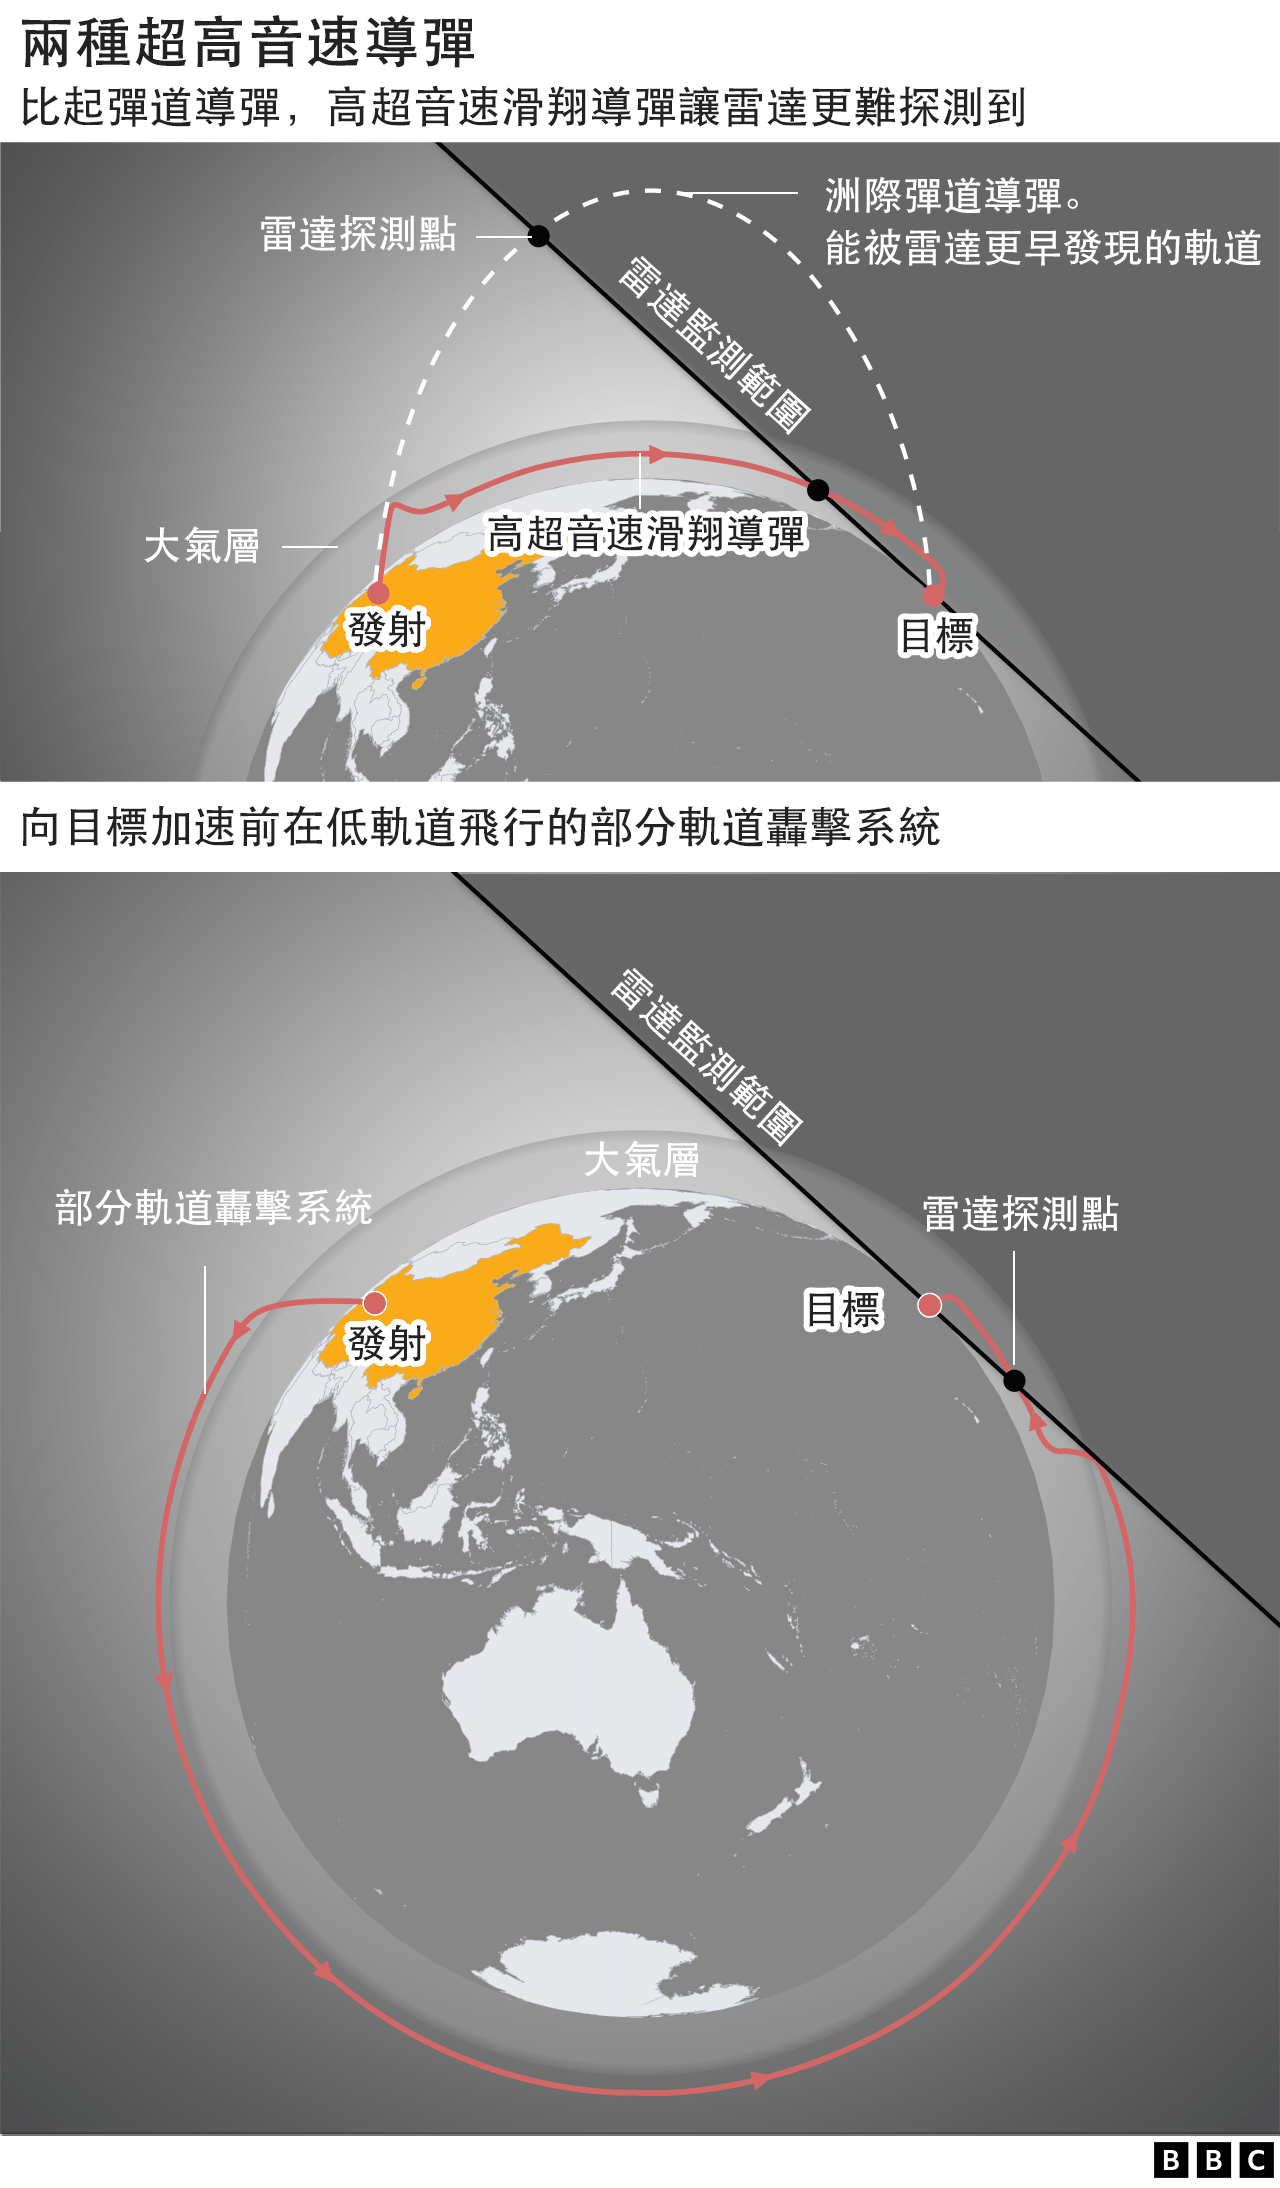 兩種超高音速導彈
比起彈道導彈，高超音速滑翔導彈讓雷達更難探測到
洲際彈道導彈。
能被雷達更早發現的軌道
雷達探測點
雷達監測範圍
大氣層
高超音速滑翔導彈
發射
目標
向目標加速前在低軌道飛行的部分軌道轟擊系統
雷達監測範圍
大氣層
部分軌道轟擊系統
雷達探測點
目標
發射
BBC